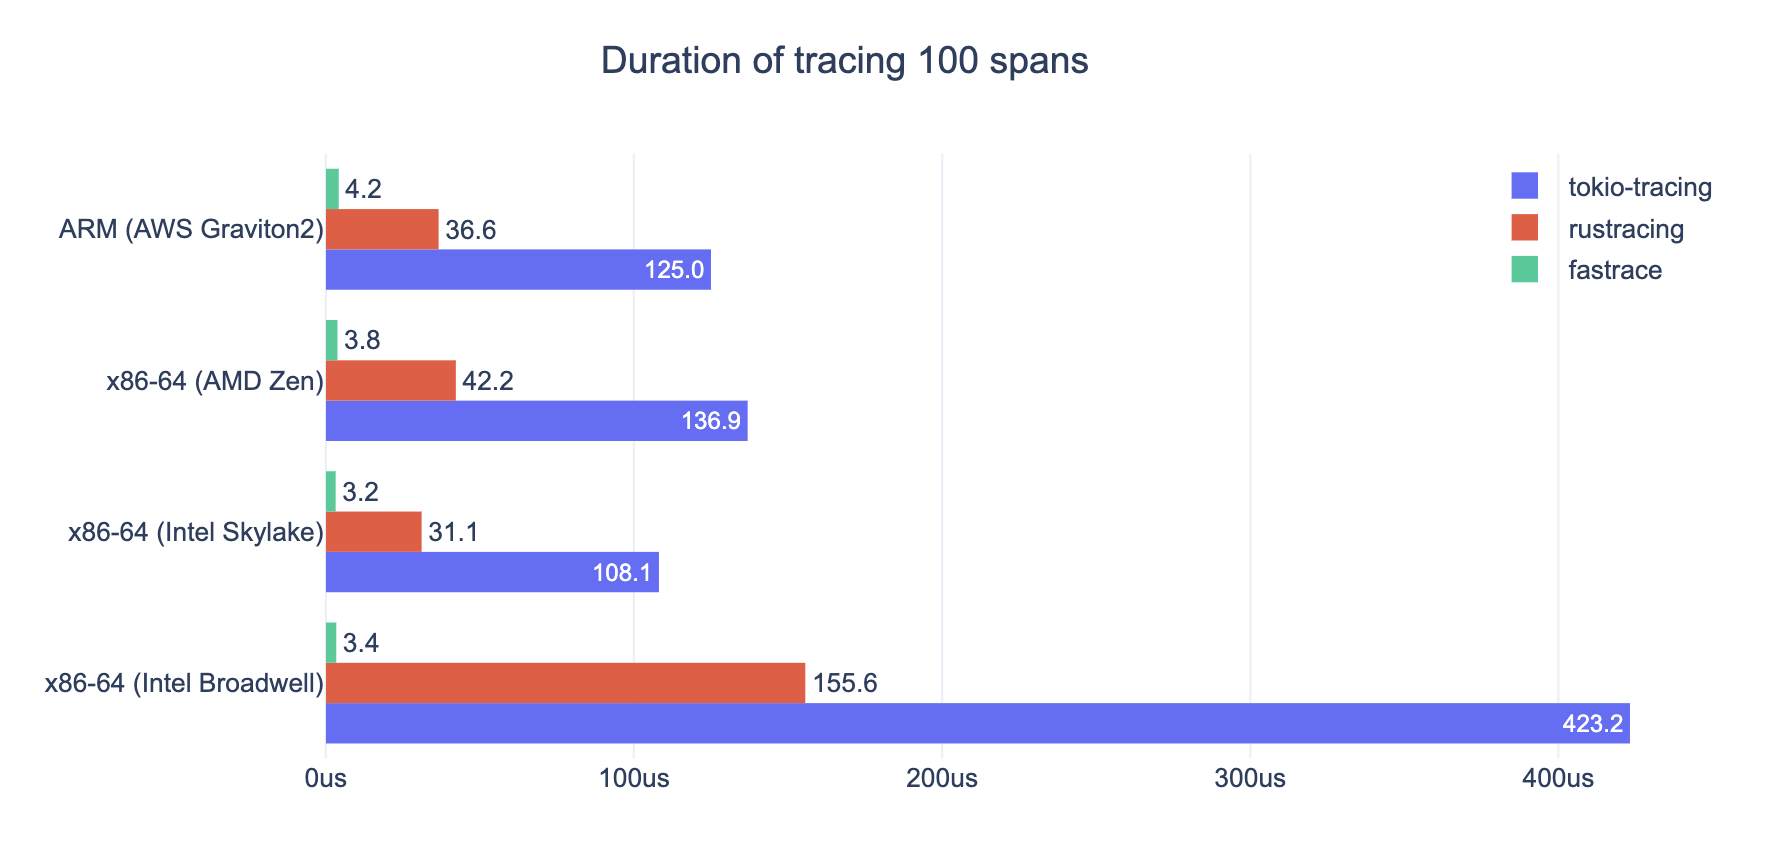 Duration of tracing 100 spans
tokio-tracing
rustracing
fastrace
ARM (AWS Graviton2)
4.2
36.6
125.0
x86-64 (AMD Zen)
3.8
42.2
136.9
x86-64 (Intel Skylake)
3.2
31.1
108.1
x86-64 (Intel Broadwell)
3.4
155.6
423.2
0us 100us 200us 300us 400us